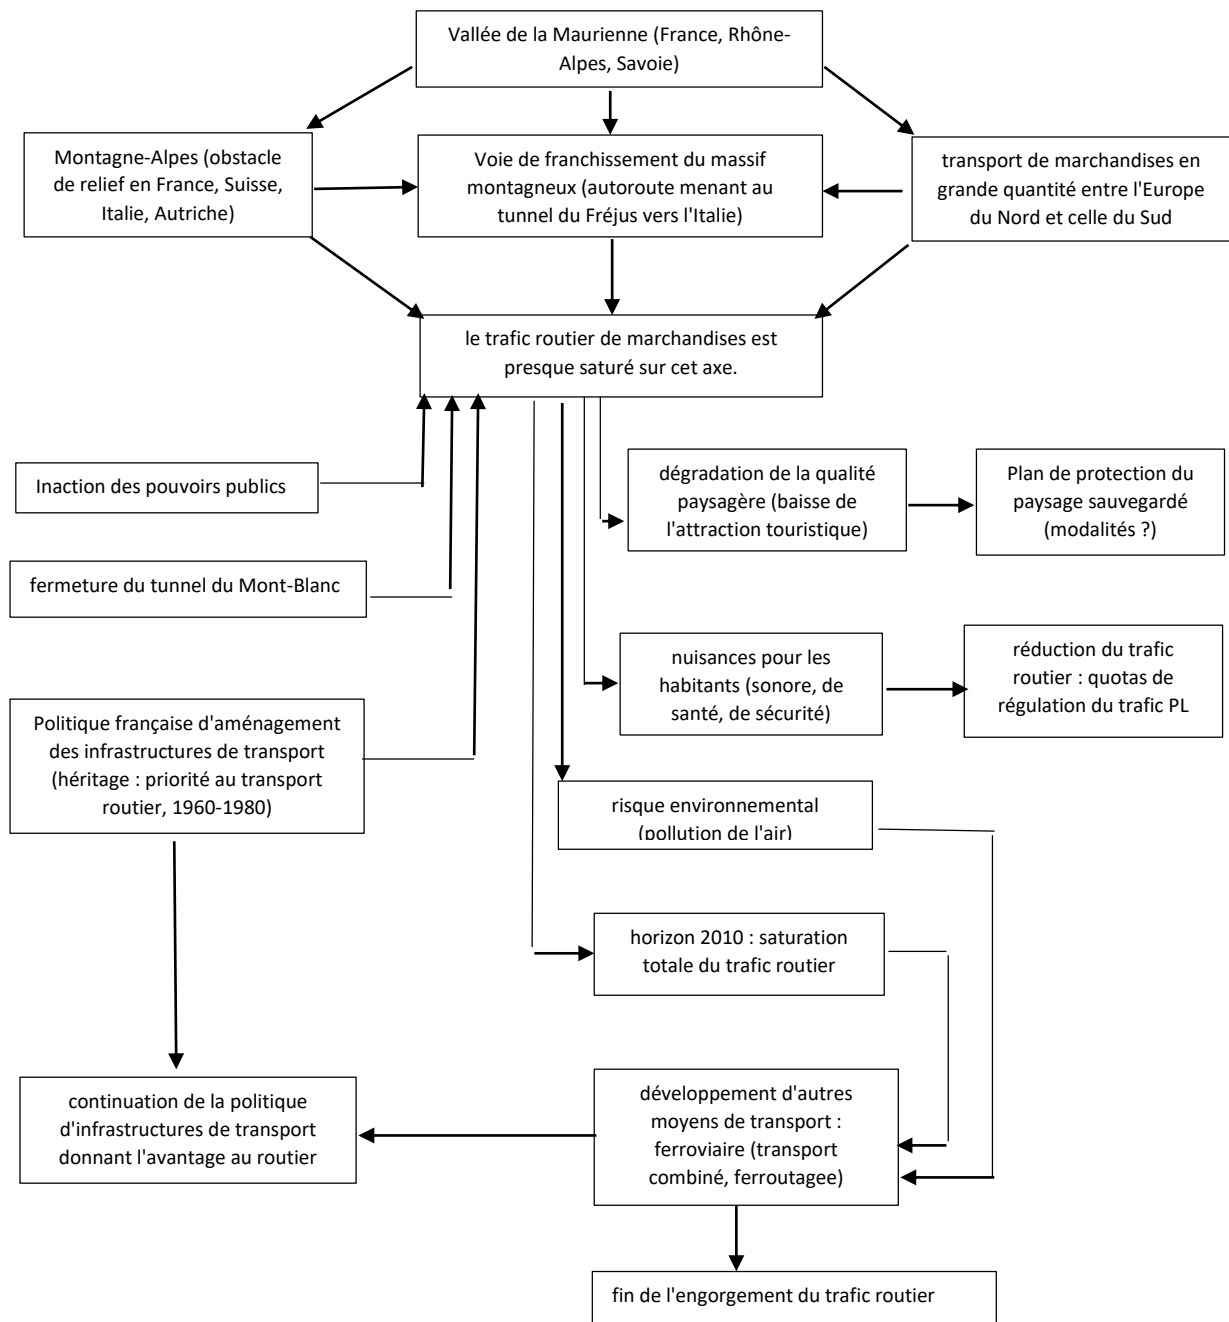 Vallée de la Maurienne (France, Rhône-
Alpes, Savoie)
Montagne-Alpes (obstacle
de relief en France, Suisse,
Italie, Autriche)
Voie de franchissement du massif
montagneux (autoroute menant au
tunnel du Fréjus vers l'Italie)
transport de marchandises en
grande quantité entre l'Europe
du Nord et celle du Sud
le trafic routier de marchandises est
presque saturé sur cet axe.
Inaction des pouvoirs publics
dégradation de la qualité
paysagère (baisse de
l'attraction touristique)
Plan de protection du
paysage sauvegardé
(modalités ?)
fermeture du tunnel du Mont-Blanc
nuisances pour les
habitants (sonore, de
santé, de sécurité)
réduction du trafic
routier : quotas de
régulation du trafic PL
Politique française d'aménagement
des infrastructures de transport
(héritage : priorité au transport
routier, 1960-1980)
risque environnemental
(pollution de l'air)
horizon 2010 : saturation
totale du trafic routier
continuation de la politique
d'infrastructures de transport
donnant l'avantage au routier
développement d'autres
moyens de transport :
ferroviaire (transport
combiné, ferroutagee)
fin de l'engorgement du trafic routier